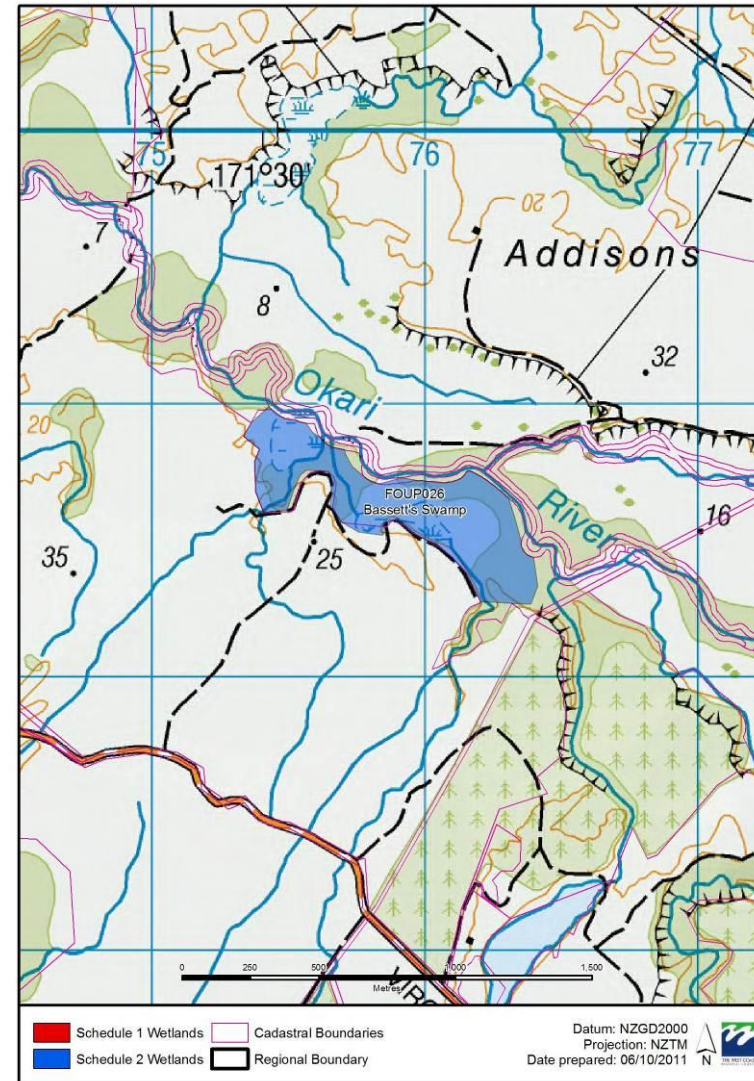 75
76
77
171°30'
20
7
Addisons
8
32
Okari
20
FOUP026
Bassett's Swamp
River
16
35
25
0 250 500 1,000 1,500
Metres
Schedule 1 Wetlands
Cadastral Boundaries
Schedule 2 Wetlands
Regional Boundary
Datum: NZGD2000
Projection: NZTM
Date prepared: 06/10/2011
N